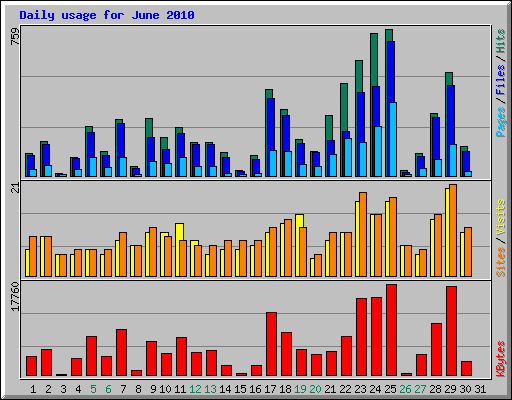 Daily usage for June 2010
759
Pages / Files / Hits
21
Sites / Visits
17760
KBytes
1 2 3 4 5 6 7 8 9 10 11 12 13 14 15 16 17 18 19 20 21 22 23 24 25 26 27 28 29 30 31